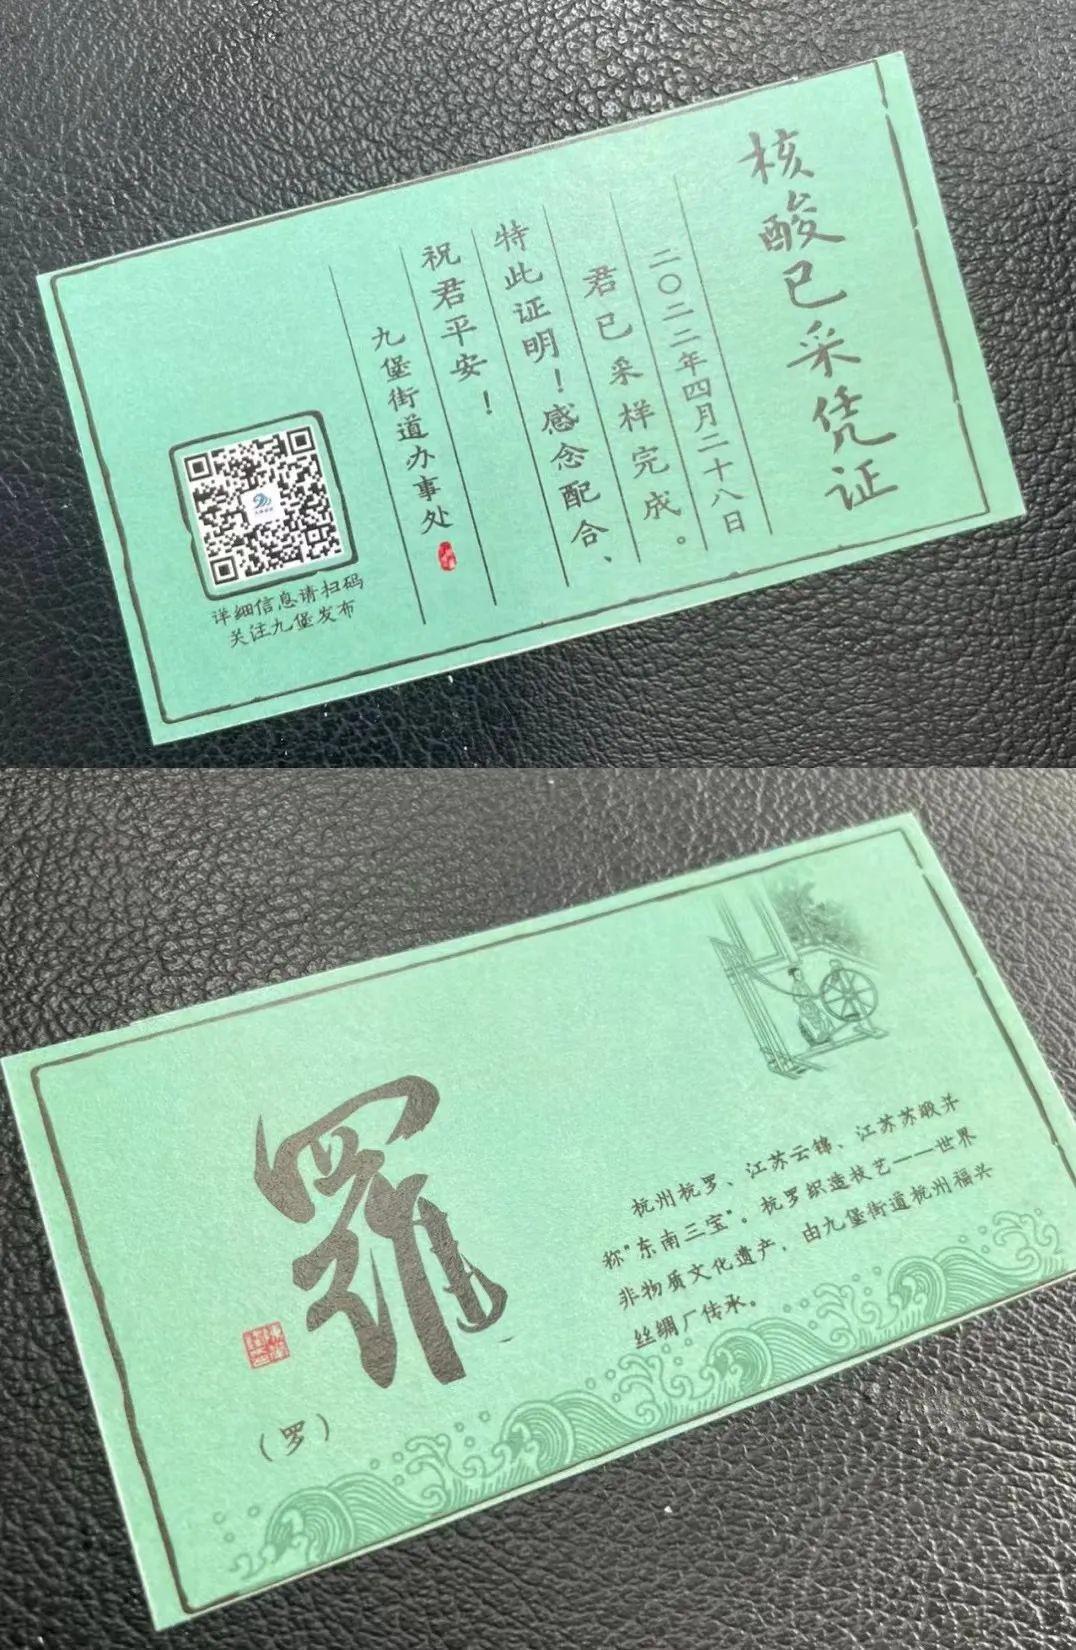 核酸已采凭证
二〇二二年四月二十八日
君已采样完成。
特此证明！感念配合、
祝君平安！
九堡街道办事处
详细信息请扫码
关注九堡发布
羅
（罗）
杭州杭罗、江苏云锦、江苏苏缎并
称“东南三宝”。杭罗织造技艺——世界
非物质文化遗产，由九堡街道杭州福兴
丝绸厂传承。